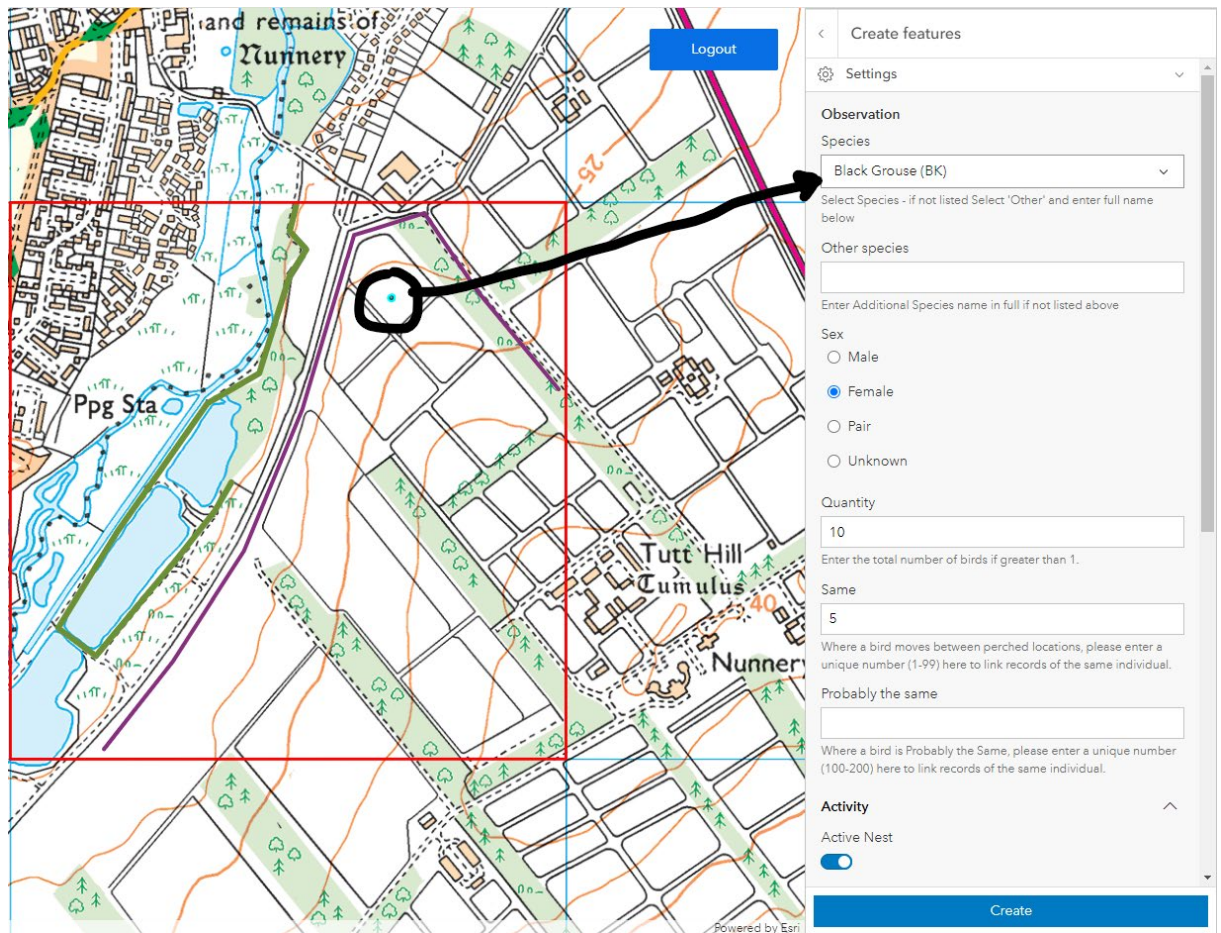 and remains of
Nunnery
Logout
25
Ppg Sta
Tutt Hill
Tumulus
40
Nunnery
Powered by Esri
Create features
Settings
Observation
Species
Black Grouse (BK)
Select Species - if not listed Select 'Other' and enter full name
below
Other species
Enter Additional Species name in full if not listed above
Sex
Male
Female
Pair
Unknown
Quantity
10
Enter the total number of birds if greater than 1.
Same
5
Where a bird moves between perched locations, please enter a
unique number (1-99) here to link records of the same individual.
Probably the same
Where a bird is Probably the Same, please enter a unique number
(100-200) here to link records of the same individual.
Activity
Active Nest
Create